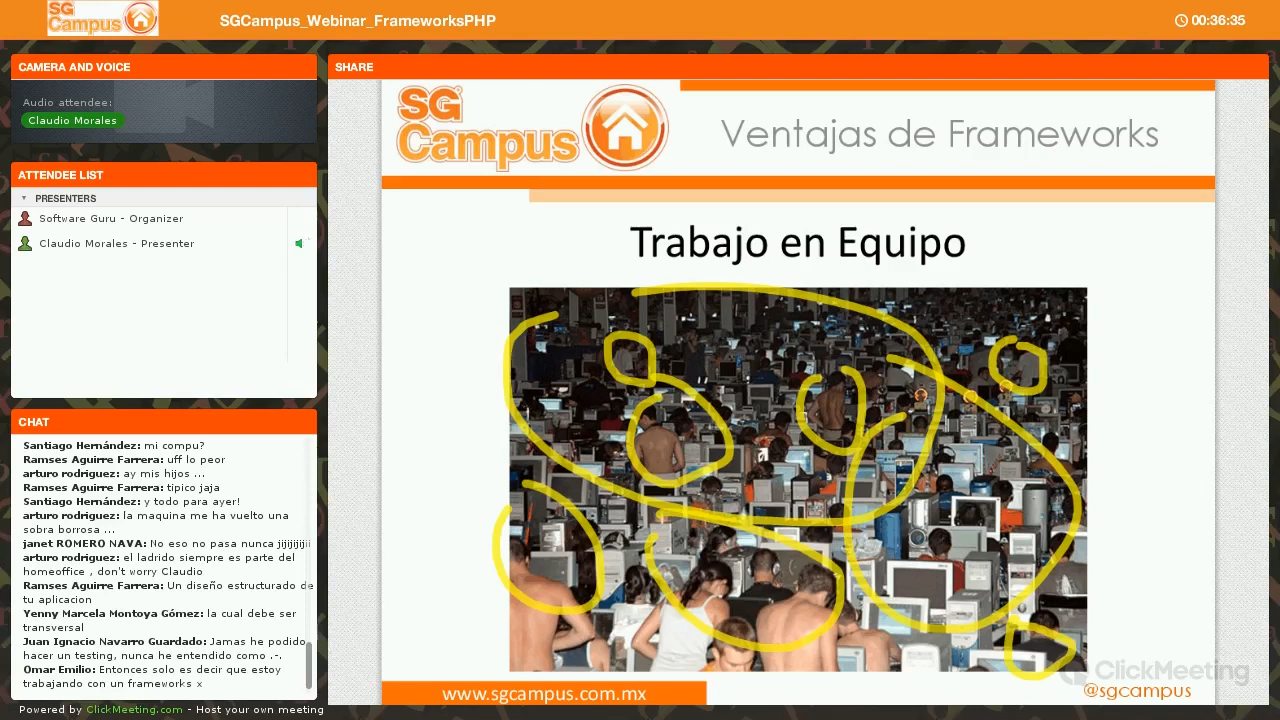 SG
Campus
SGCampus_Webinar_FrameworksPHP
00:36:35
CAMERA AND VOICE
Audio attendee:
Claudio Morales
ATTENDEE LIST
PRESENTERS
Software Guru - Organizer
Claudio Morales - Presenter
CHAT
Santiago Hernández: mi compu?
Ramses Aguirre Farrera: uff lo peor
arturo rodriguez: ay mis hijos ...
Ramses Aguirre Farrera: tipico jaja
Santiago Hernández: y todo para ayer!
arturo rodriguez: la maquina me ha vuelto una
sobra borrosa ...
janet ROMERO NAVA: No eso no pasa nunca jijijijijii
arturo rodriguez: el ladrido siempre es parte del
homeoffice , don't worry Claudio
Ramses Aguirre Farrera: Un diseño estructurado de
tu aplicacion
Yenny Marcela Montoya Gómez: la cual debe ser
transversal
Juan Ignacio Navarro Guardado: Jamas he podido
hacer un testing, nunca he entendido como .-.
Omar Emilio: Entonces solo es decir que estoy
trabajando con un frameworks x
Powered by ClickMeeting.com - Host your own meeting
SHARE
SG
Campus
Ventajas de Frameworks
Trabajo en Equipo
ClickMeeting
www.sgcampus.com.mx
@sgcampus